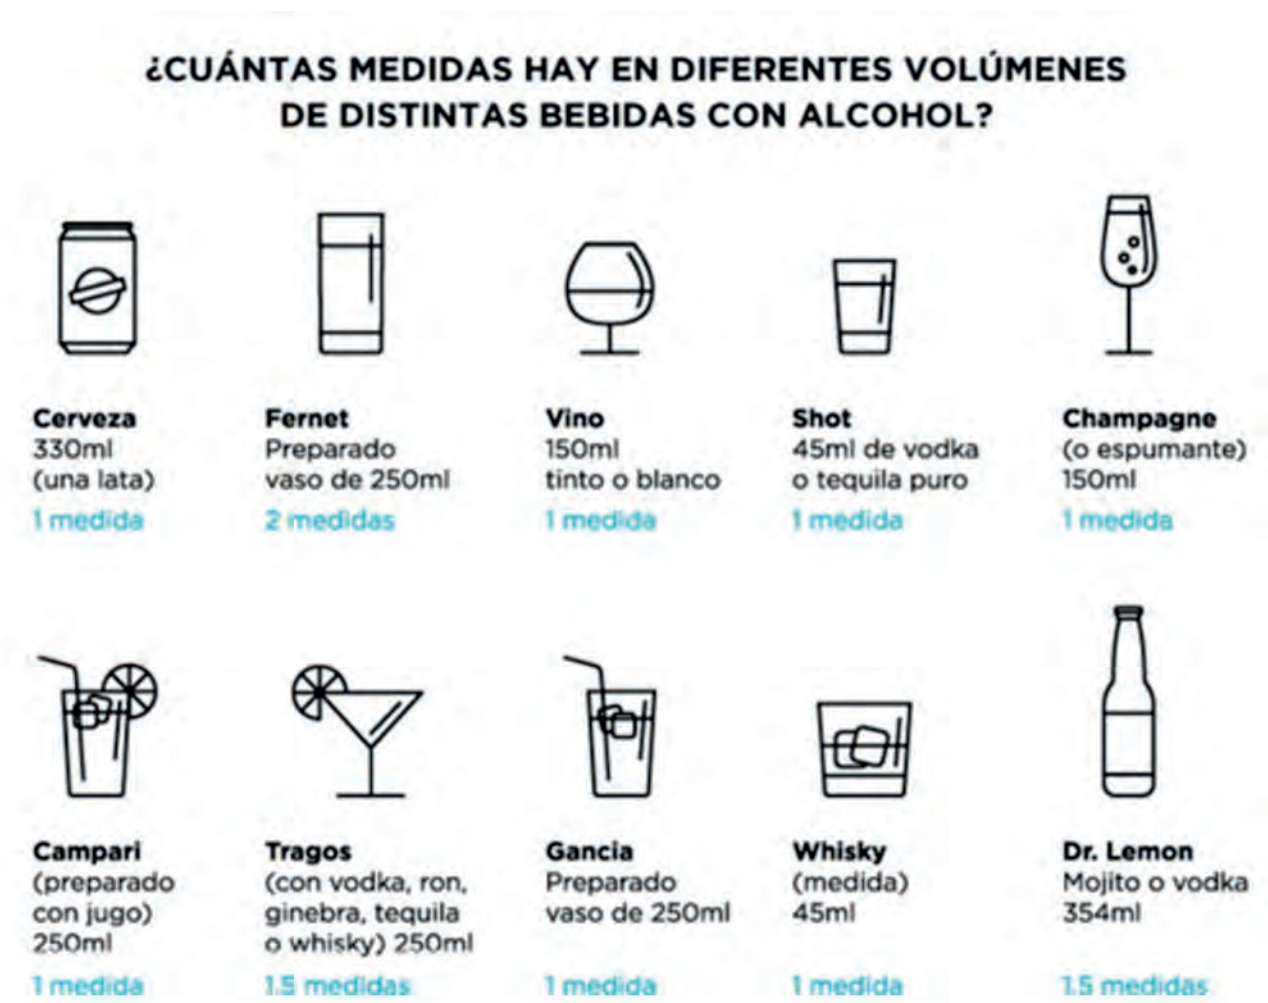 ¿CUÁNTAS MEDIDAS HAY EN DIFERENTES VOLÚMENES
DE DISTINTAS BEBIDAS CON ALCOHOL?
Cerveza
330ml
(una lata)
1 medida
Fernet
Preparado
vaso de 250ml
2 medidas
Vino
150ml
tinto o blanco
1 medida
Shot
45ml de vodka
o tequila puro
1 medida
Champagne
(o espumante)
150ml
1 medida
Campari
(preparado
con jugo)
250ml
1 medida
Tragos
(con vodka, ron,
ginebra, tequila
o whisky) 250ml
1.5 medidas
Gancia
Preparado
vaso de 250ml
1 medida
Whisky
(medida)
45ml
1 medida
Dr. Lemon
Mojito o vodka
354ml
1.5 medidas